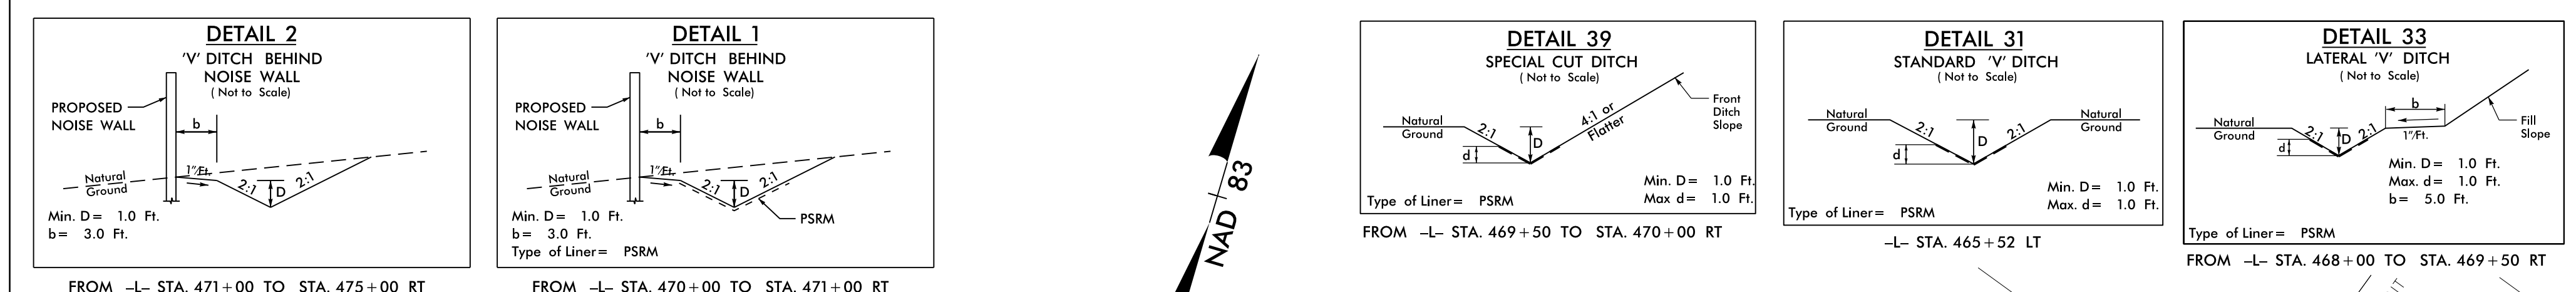 DETAIL 2
'V' DITCH BEHIND
NOISE WALL
( Not to Scale)
PROPOSED
NOISE WALL
b
Natural
Ground
1"/Ft.
2:1
D
2:1
Min. D= 1.0 Ft.
b= 3.0 Ft.
FROM –L– STA. 471+00 TO STA. 475+00 RT
DETAIL 1
'V' DITCH BEHIND
NOISE WALL
( Not to Scale)
PROPOSED
NOISE WALL
b
Natural
Ground
1"/Ft.
2:1
D
2:1
PSRM
Min. D= 1.0 Ft.
b= 3.0 Ft.
Type of Liner= PSRM
FROM –L– STA. 470+00 TO STA. 471+00 RT
NAD 83
DETAIL 39
SPECIAL CUT DITCH
( Not to Scale)
Natural
Ground
2:1
D
d
4:1 or
Flatter
Front
Ditch
Slope
Min. D= 1.0 Ft.
Max d= 1.0 Ft.
Type of Liner= PSRM
FROM –L– STA. 469+50 TO STA. 470+00 RT
DETAIL 31
STANDARD 'V' DITCH
( Not to Scale)
Natural
Ground
2:1
D
d
2:1
Natural
Ground
Min. D= 1.0 Ft.
Max. d= 1.0 Ft.
Type of Liner= PSRM
–L– STA. 465+52 LT
DETAIL 33
LATERAL 'V' DITCH
( Not to Scale)
Natural
Ground
2:1
D
d
2:1
b
1"/Ft.
Fill
Slope
Min. D= 1.0 Ft.
Max. d= 1.0 Ft.
b= 5.0 Ft.
Type of Liner= PSRM
FROM –L– STA. 468+00 TO STA. 469+50 RT